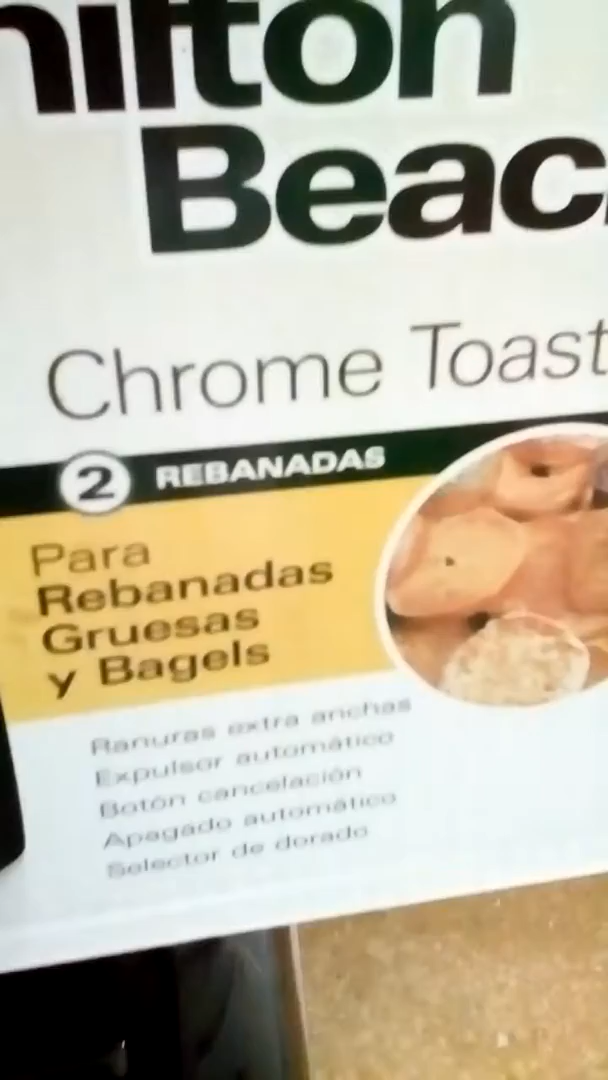 milton
Beac
Chrome Toast
2 REBANADAS
Para
Rebanadas
Gruesas
y Bagels
Ranuras extra anchas
Expulsor automático
Botón cancelación
Apagado automático
Selector de dorado